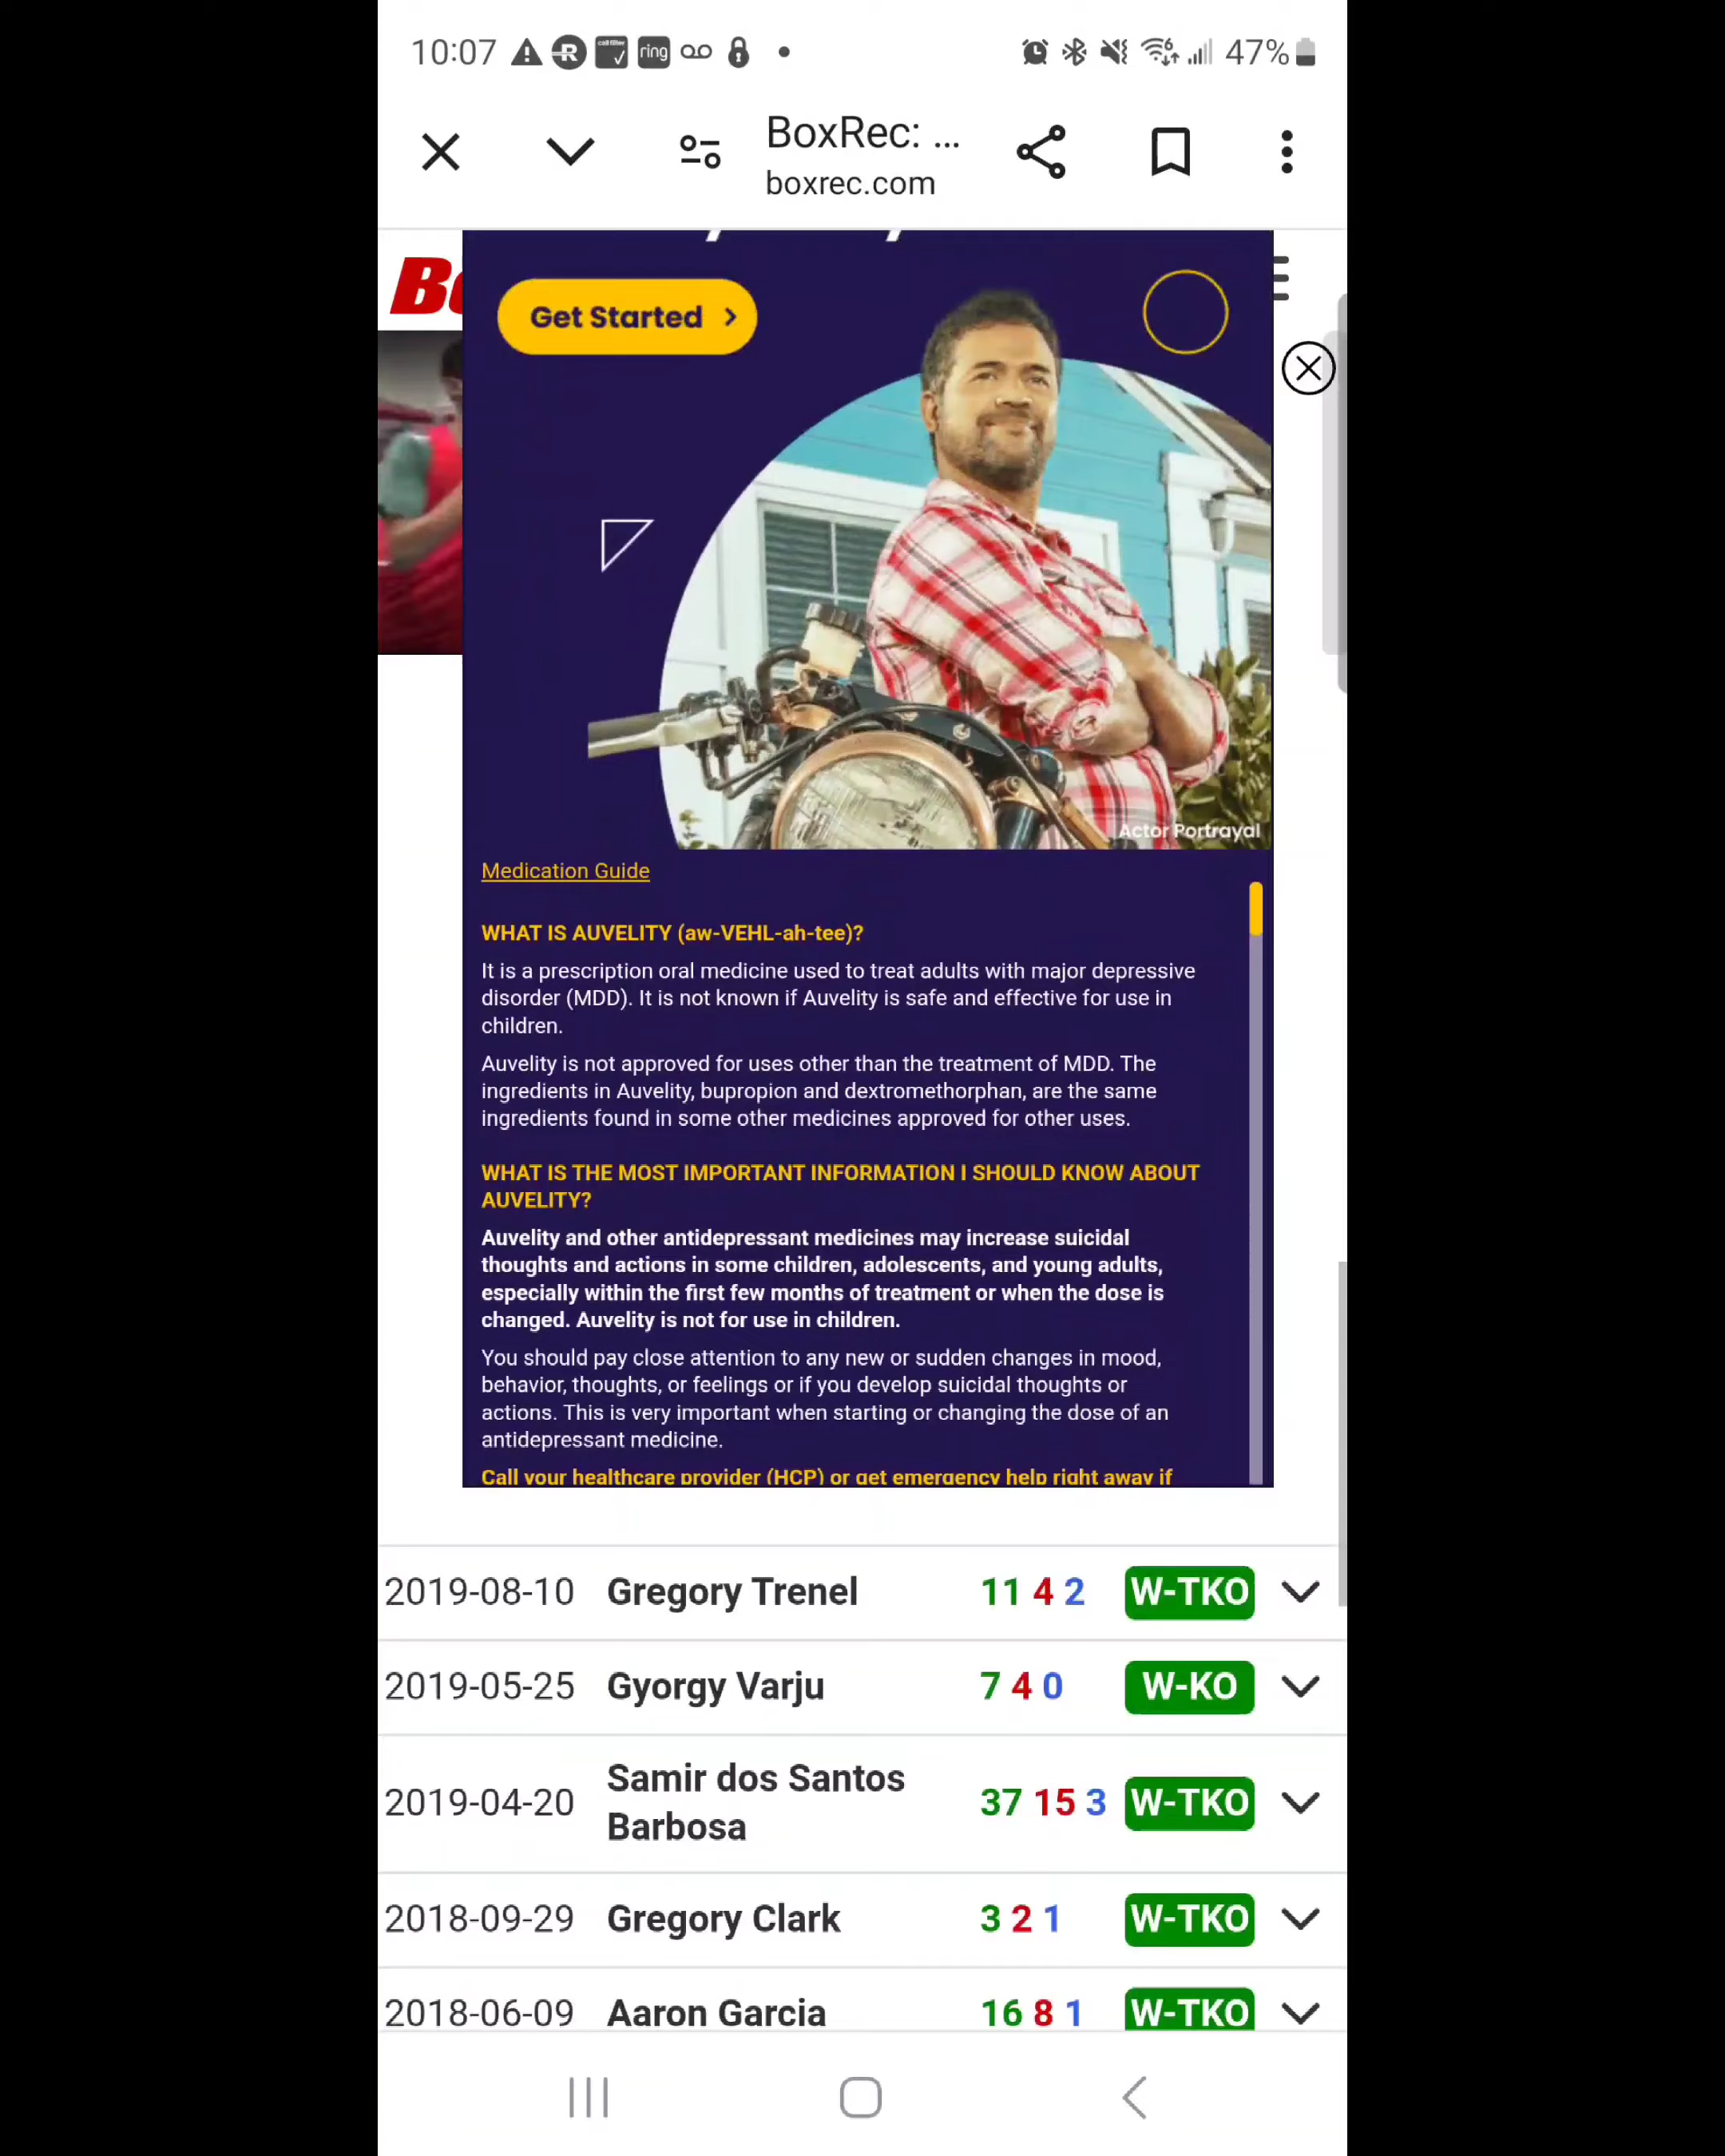 10:07 call filter ring 6 47%
BoxRec: ...
boxrec.com
Get Started
Actor Portrayal
Medication Guide
WHAT IS AUVELITY (aw-VEHL-ah-tee)?
It is a prescription oral medicine used to treat adults with major depressive
disorder (MDD). It is not known if Auvelity is safe and effective for use in
children.
Auvelity is not approved for uses other than the treatment of MDD. The
ingredients in Auvelity, bupropion and dextromethorphan, are the same
ingredients found in some other medicines approved for other uses.
WHAT IS THE MOST IMPORTANT INFORMATION I SHOULD KNOW ABOUT
AUVELITY?
Auvelity and other antidepressant medicines may increase suicidal
thoughts and actions in some children, adolescents, and young adults,
especially within the first few months of treatment or when the dose is
changed. Auvelity is not for use in children.
You should pay close attention to any new or sudden changes in mood,
behavior, thoughts, or feelings or if you develop suicidal thoughts or
actions. This is very important when starting or changing the dose of an
antidepressant medicine.
Call your healthcare provider (HCP) or get emergency help right away if
2019-08-10 Gregory Trenel 11 4 2 W-TKO
2019-05-25 Gyorgy Varju 7 4 0 W-KO
Samir dos Santos
2019-04-20 Barbosa 37 15 3 W-TKO
2018-09-29 Gregory Clark 3 2 1 W-TKO
2018-06-09 Aaron Garcia 16 8 1 W-TKO